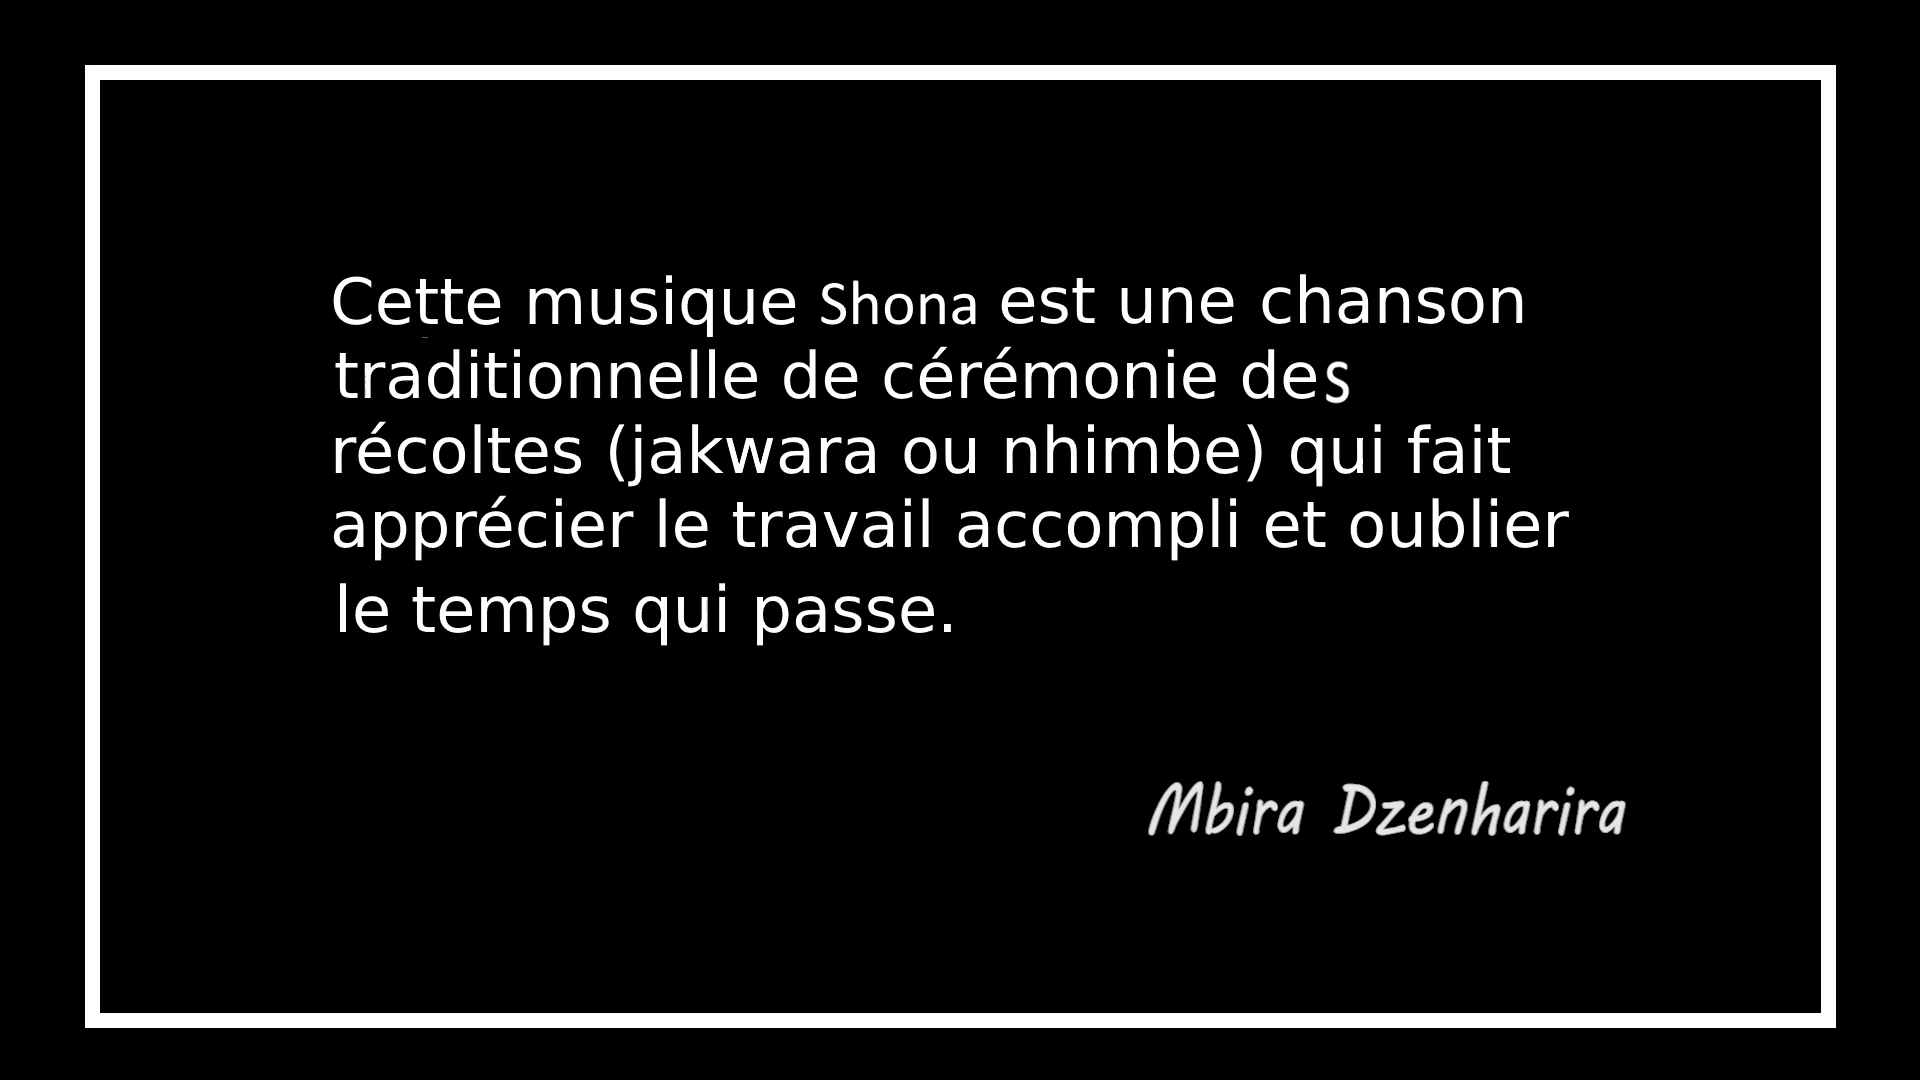 Cette musique Shona est une chanson
traditionnelle de cérémonie des
récoltes (jakwara ou nhimbe) qui fait
apprécier le travail accompli et oublier
le temps qui passe.
Mbira Dzenharira